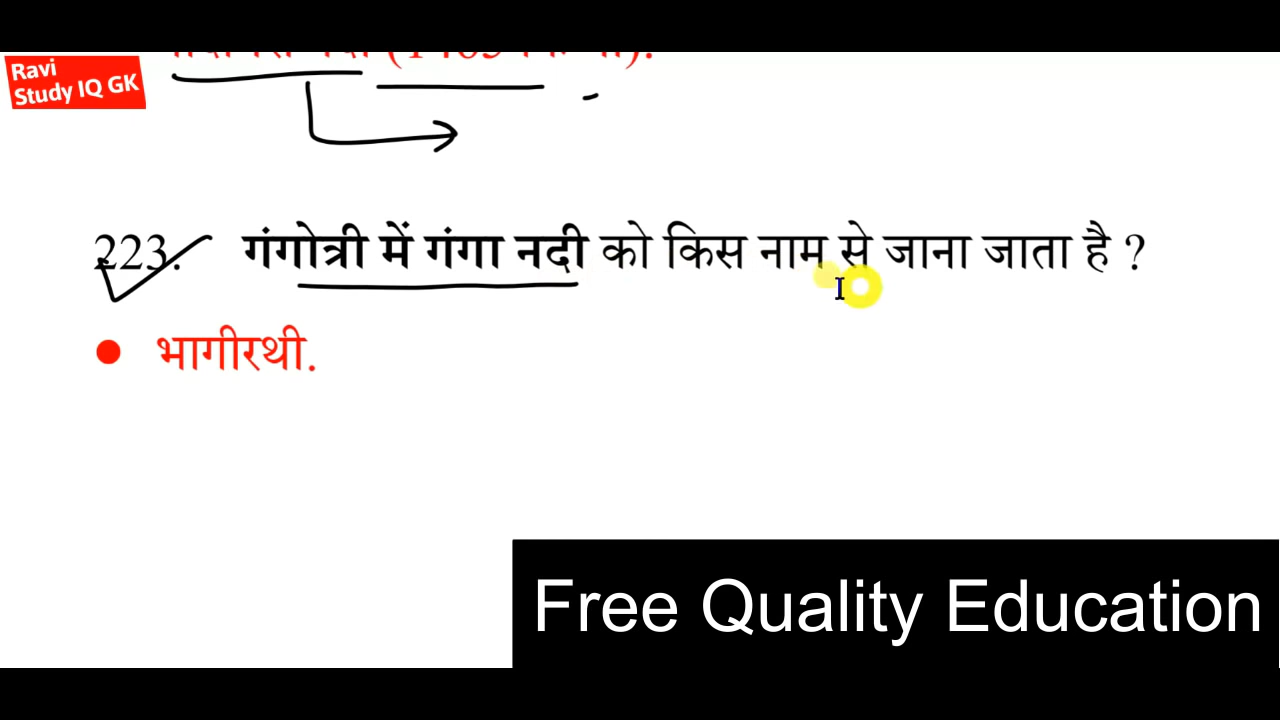 Ravi
Study IQ GK
223. गंगोत्री में गंगा नदी को किस नाम से जाना जाता है ?
● भागीरथी.
Free Quality Education